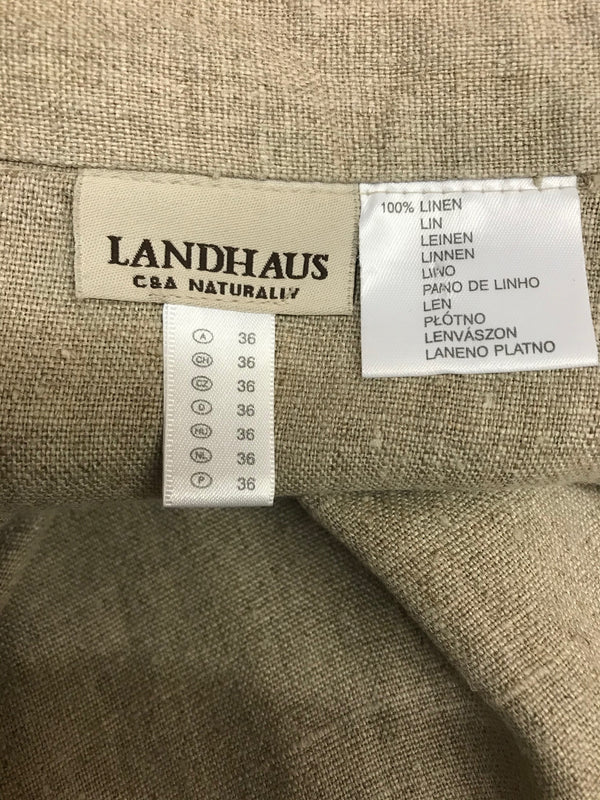 LANDHAUS
C&A NATURALLY
A 36
CH 36
CZ 36
D 36
HU 36
NL 36
P 36
100% LINEN
LIN
LEINEN
LINNEN
LINO
PANO DE LINHO
LEN
PŁÓTNO
LENVÁSZON
LANENO PLATNO